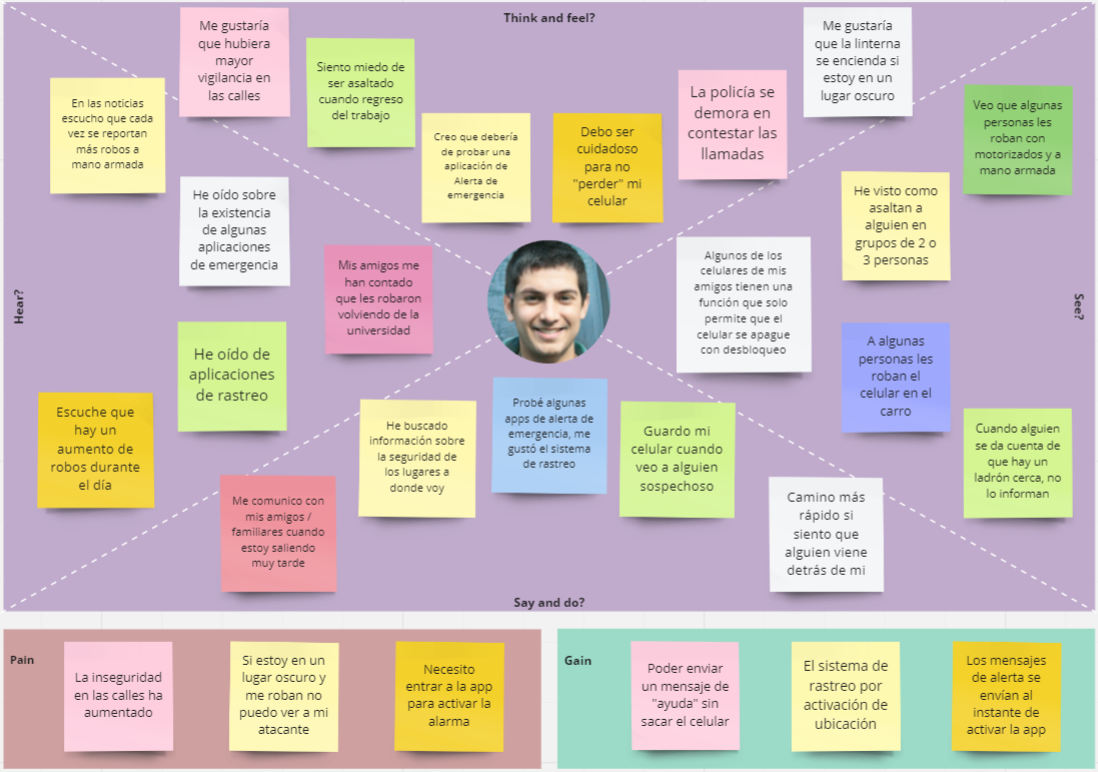 Think and feel?
Me gustaría
que hubiera
mayor
vigilancia en
las calles
Siento miedo de
ser asaltado
cuando regreso
del trabajo
Creo que debería
de probar una
aplicación de
Alerta de
emergencia
Debo ser
cuidadoso
para no
"perder" mi
celular
La policía se
demora en
contestar las
llamadas
Me gustaría
que la linterna
se encienda si
estoy en un
lugar oscuro
Hear?
En las noticias
escucho que cada
vez se reportan
más robos a
mano armada
He oído sobre
la existencia
de algunas
aplicaciones
de emergencia
Mis amigos me
han contado
que les robaron
volviendo de la
universidad
He oído de
aplicaciones
de rastreo
Escuche que
hay un
aumento de
robos durante
el día
See?
Veo que algunas
personas les
roban con
motorizados y a
mano armada
He visto como
asaltan a
alguien en
grupos de 2 o
3 personas
Algunos de los
celulares de mis
amigos tienen una
función que solo
permite que el
celular se apague
con desbloqueo
A algunas
personas les
roban el
celular en el
carro
Cuando alguien
se da cuenta de
que hay un
ladrón cerca, no
lo informan
Me comunico con
mis amigos /
familiares cuando
estoy saliendo
muy tarde
He buscado
información sobre
la seguridad de
los lugares a
donde voy
Probé algunas
apps de alerta de
emergencia, me
gustó el sistema
de rastreo
Guardo mi
celular cuando
veo a alguien
sospechoso
Camino más
rápido si
siento que
alguien viene
detrás de mi
Say and do?
Pain
La inseguridad
en las calles ha
aumentado
Si estoy en un
lugar oscuro y
me roban no
puedo ver a mi
atacante
Necesito
entrar a la app
para activar la
alarma
Gain
Poder enviar
un mensaje de
"ayuda" sin
sacar el celular
El sistema de
rastreo por
activación de
ubicación
Los mensajes
de alerta se
envían al
instante de
activar la app